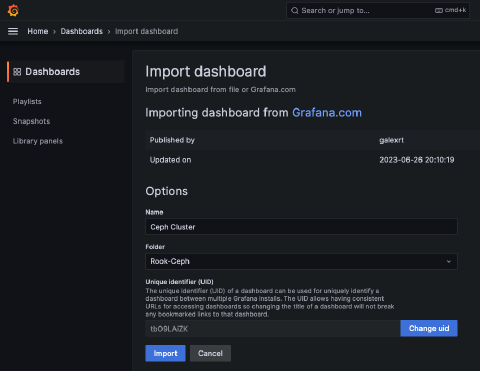 Search or jump to...
cmd+k
Home › Dashboards › Import dashboard
Dashboards
Playlists
Snapshots
Library panels
Import dashboard
Import dashboard from file or Grafana.com
Importing dashboard from Grafana.com
Published by galexrt
Updated on 2023-06-26 20:10:19
Options
Name
Ceph Cluster
Folder
Rook-Ceph
Unique identifier (UID)
The unique identifier (UID) of a dashboard can be used for uniquely identify a
dashboard between multiple Grafana installs. The UID allows having consistent
URLs for accessing dashboards so changing the title of a dashboard will not break
any bookmarked links to that dashboard.
tbO9LAiZK
Change uid
Import
Cancel